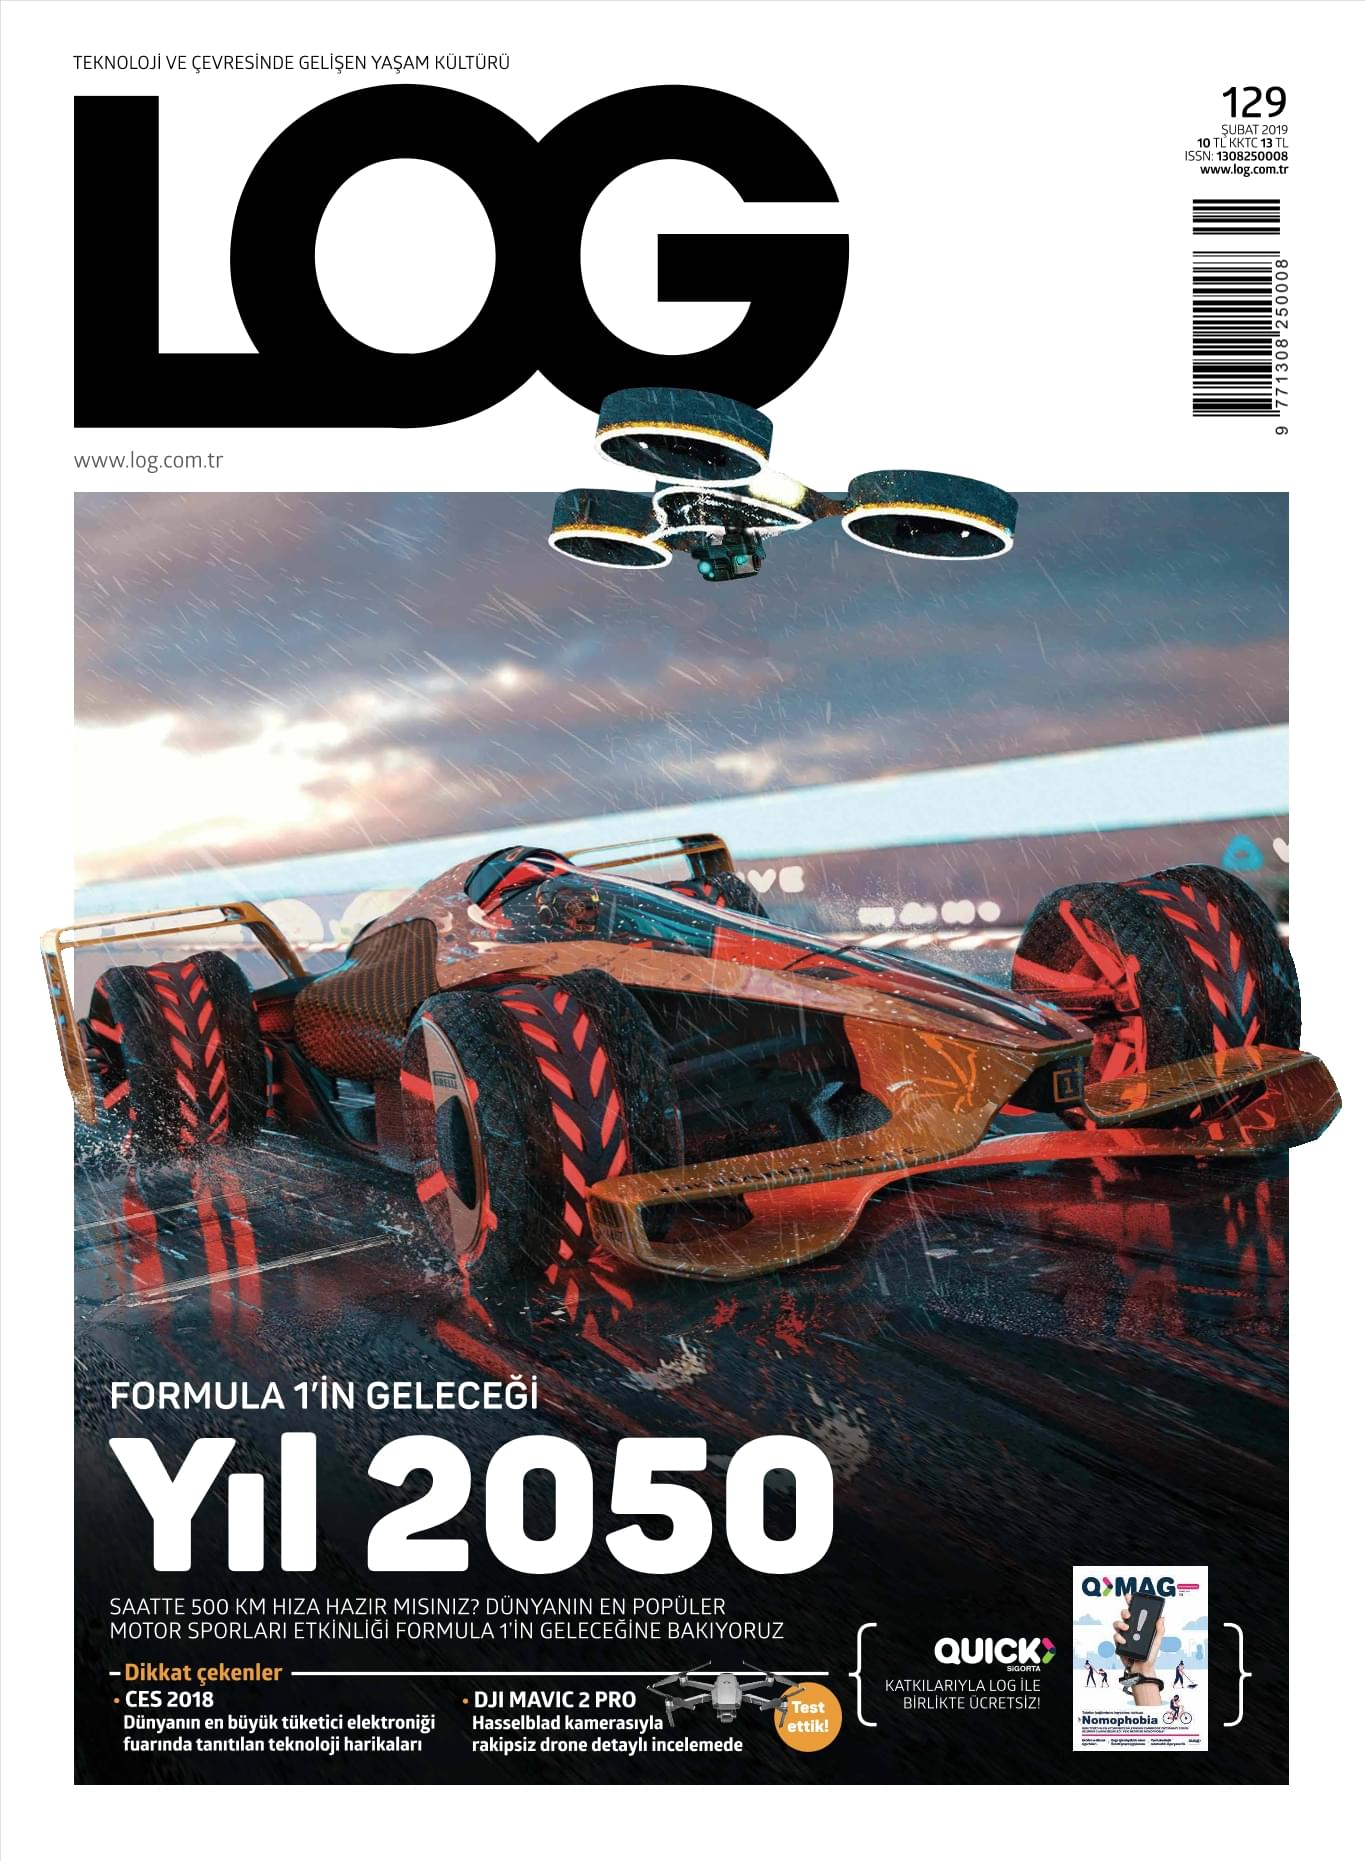 TEKNOLOJİ VE ÇEVRESİNDE GELİŞEN YAŞAM KÜLTÜRÜ
LOG
129
ŞUBAT 2019
10 TL KKTC 13 TL
ISSN: 1308250008
www.log.com.tr
9 771308 250008
www.log.com.tr
PIRELLI
RICHARD MILLE
FORMULA 1'İN GELECEĞİ
Yıl 2050
SAATTE 500 KM HIZA HAZIR MISINIZ? DÜNYANIN EN POPÜLER
MOTOR SPORLARI ETKİNLİĞİ FORMULA 1'İN GELECEĞİNE BAKIYORUZ
Dikkat çekenler
• CES 2018
Dünyanın en büyük tüketici elektroniği
fuarında tanıtılan teknoloji harikaları
• DJI MAVIC 2 PRO
Hasselblad kamerasıyla
rakipsiz drone detaylı incelemede
Test
ettik!
QUICK
SIGORTA
KATKILARIYLA LOG İLE
BİRLİKTE ÜCRETSİZ!
Q MAG
Nomophobia